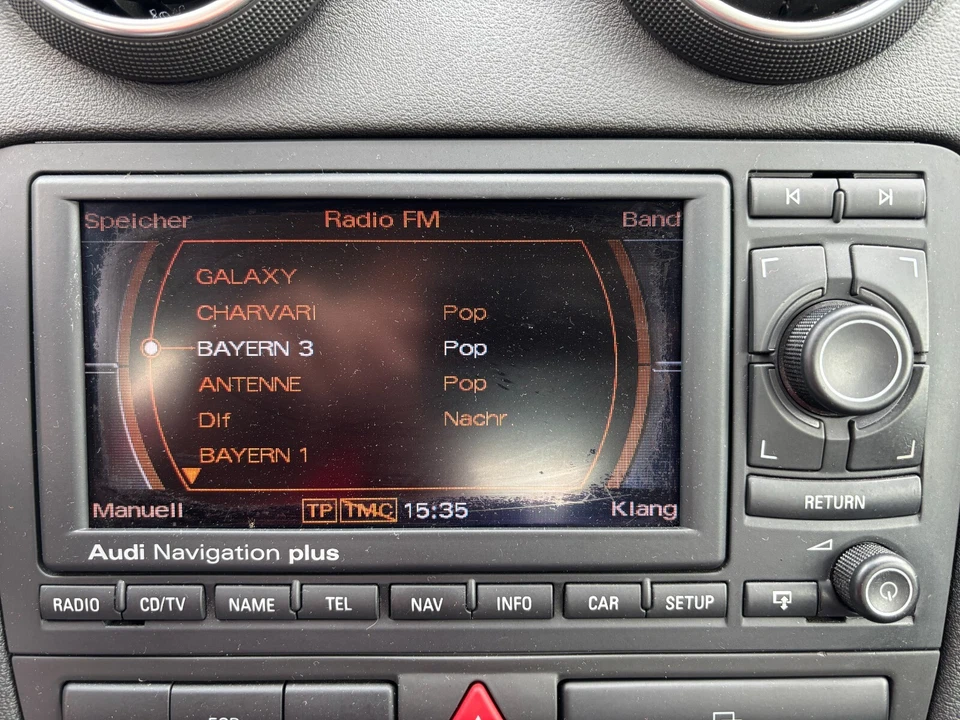 Speicher Radio FM Band
GALAXY
CHARVARI Pop
BAYERN 3 Pop
ANTENNE Pop
Dlf Nachr.
BAYERN 1
Manuell TP TMC 15:35 Klang
Audi Navigation plus
RETURN
RADIO CD/TV NAME TEL NAV INFO CAR SETUP